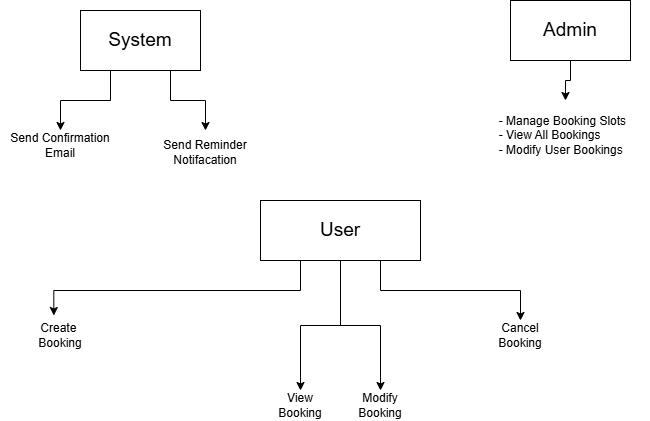 System
Admin
Send Confirmation
Email
Send Reminder
Notifacation
- Manage Booking Slots
- View All Bookings
- Modify User Bookings
User
Create
Booking
Cancel
Booking
View
Booking
Modify
Booking